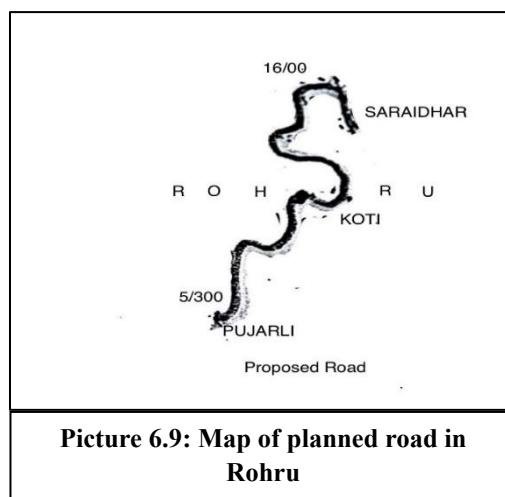 16/00
SARAIDHAR
R O H R U
KOTI
5/300
PUJARLI
Proposed Road
Picture 6.9: Map of planned road in
Rohru